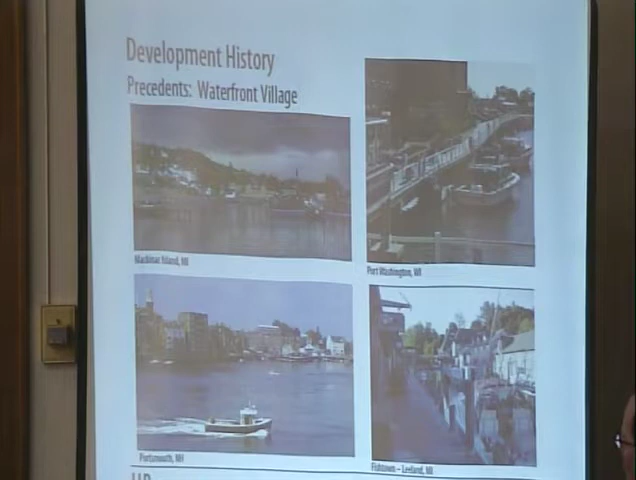 Development History
Precedents: Waterfront Village
Mackinac Island, MI
Port Washington, WI
Portsmouth, NH
Fishtown - Leeland, MI